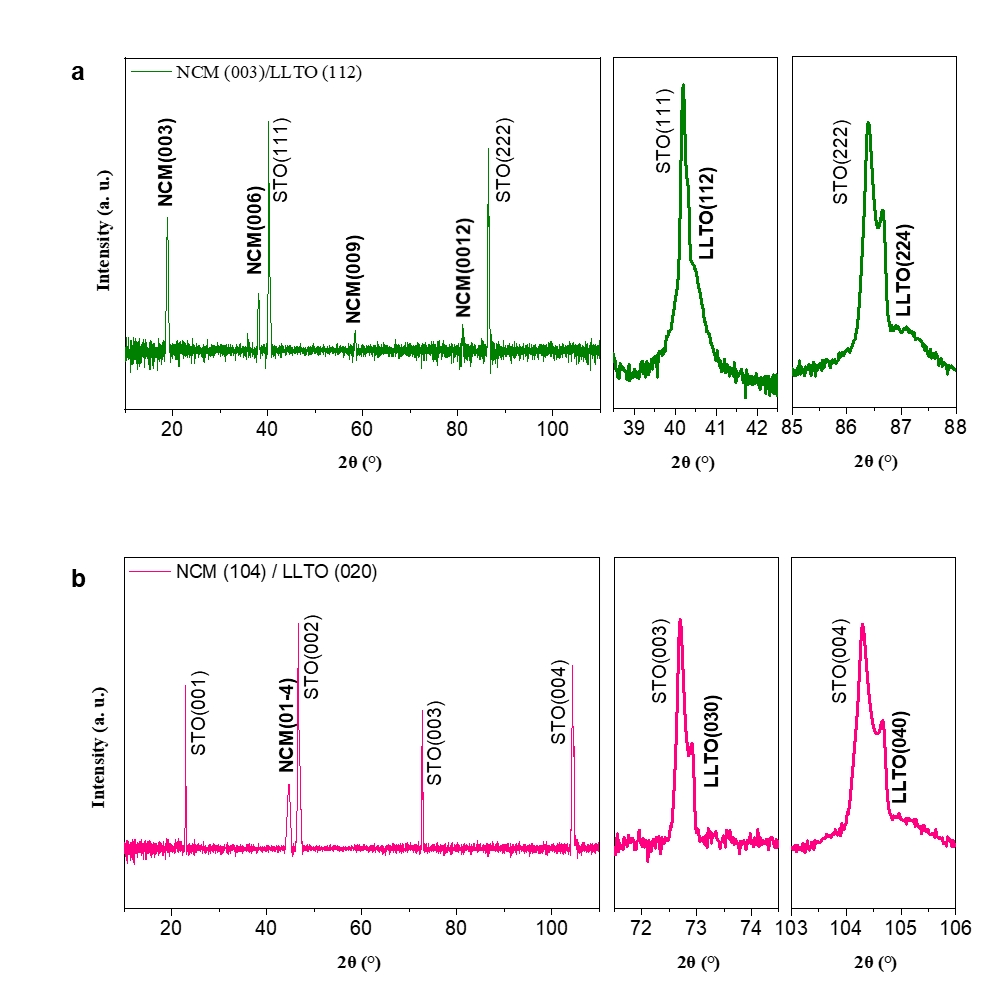 a
NCM (003)/LLTO (112)
NCM(003)
NCM(006)
STO(111)
NCM(009)
NCM(0012)
STO(222)
Intensity (a. u.)
20 40 60 80 100
2θ (°)
STO(111)
LLTO(112)
39 40 41 42
2θ (°)
STO(222)
LLTO(224)
85 86 87 88
2θ (°)
b
NCM (104) / LLTO (020)
STO(001)
NCM(01-4)
STO(002)
STO(003)
STO(004)
Intensity (a. u.)
20 40 60 80 100
2θ (°)
STO(003)
LLTO(030)
72 73 74
2θ (°)
STO(004)
LLTO(040)
103 104 105 106
2θ (°)